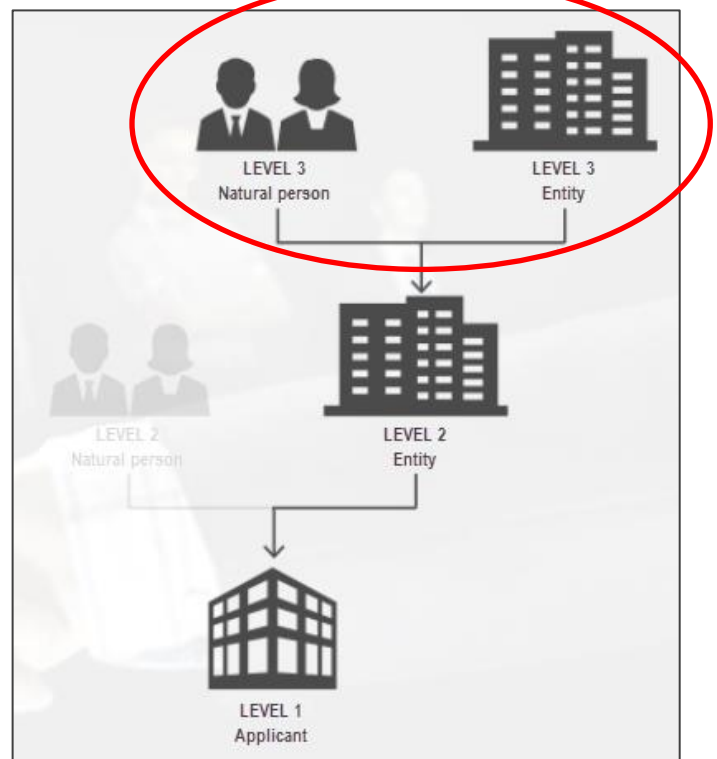 LEVEL 3
Natural person
LEVEL 3
Entity
LEVEL 2
Natural person
LEVEL 2
Entity
LEVEL 1
Applicant